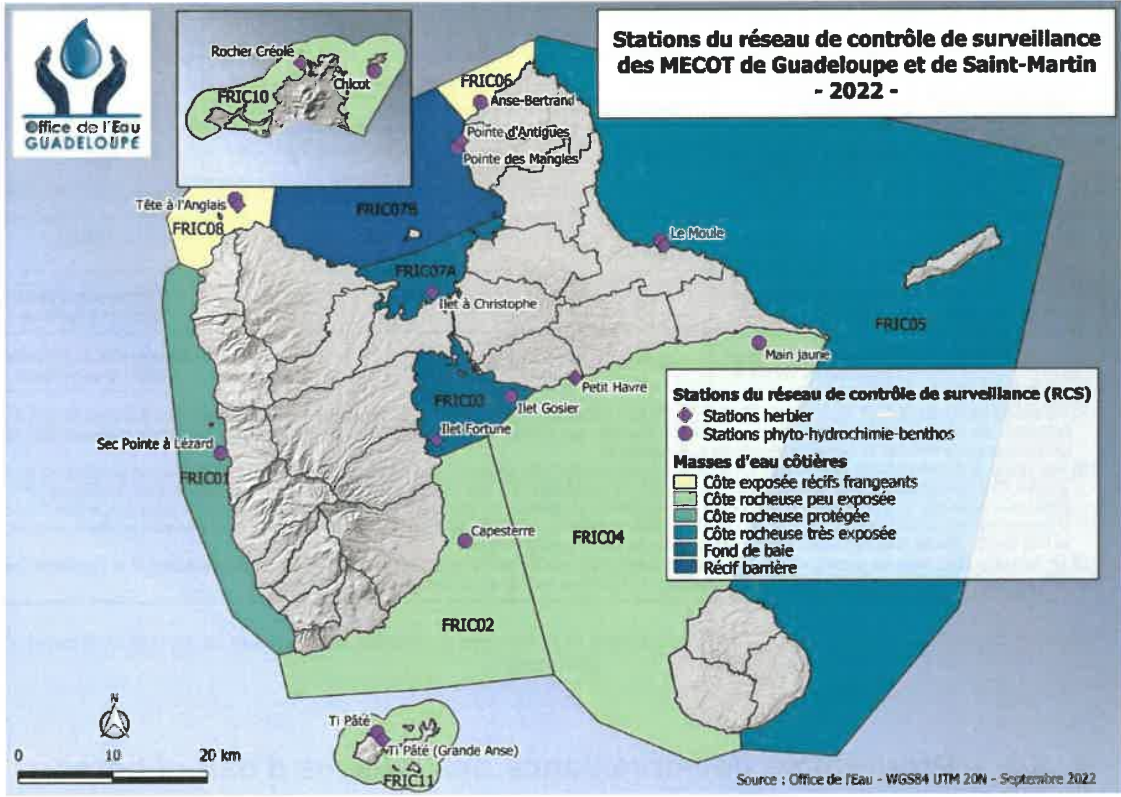 Office de l'Eau
GUADELOUPE
Stations du réseau de contrôle de surveillance
des MECOT de Guadeloupe et de Saint-Martin
- 2022 -
Rocher Créolé
Chicot
FRIC10
FRIC06
Anse-Bertrand
Pointe d'Antigues
Pointe des Mangles
Tête à l'Anglais
FRIC08
FRIC07B
Le Moule
FRIC07A
Ilet à Christophe
FRIC05
Main jaune
Petit Havre
FRIC03
Ilet Gosier
Ilet Fortune
Sec Pointe à Lézard
FRIC01
Capesterre
FRIC04
FRIC02
Stations du réseau de contrôle de surveillance (RCS)
Stations herbier
Stations phyto-hydrochimie-benthos
Masses d'eau côtières
Côte exposée récifs frangeants
Côte rocheuse peu exposée
Côte rocheuse protégée
Côte rocheuse très exposée
Fond de baie
Récif barrière
N
0 10 20 km
Ti Pâté
Ti Pâté (Grande Anse)
FRIC11
Source : Office de l'Eau - WGS84 UTM 20N - Septembre 2022